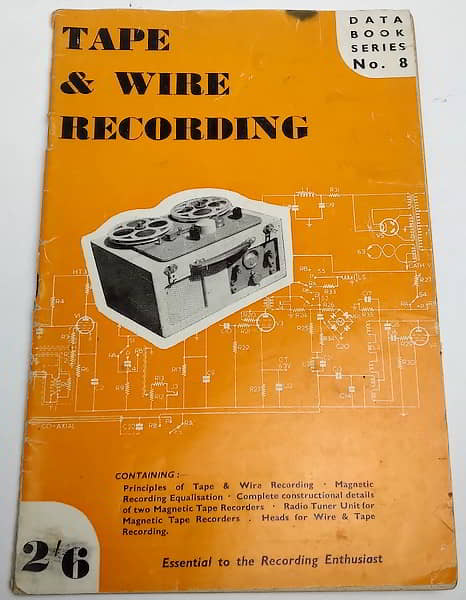 DATA
BOOK
SERIES
No. 8
TAPE
& WIRE
RECORDING
CONTAINING :–
Principles of Tape & Wire Recording · Magnetic
Recording Equalisation · Complete constructional details
of two Magnetic Tape Recorders · Radio Tuner Unit for
Magnetic Tape Recorders . Heads for Wire & Tape
Recording.
2/6
Essential to the Recording Enthusiast
CO-AXIAL